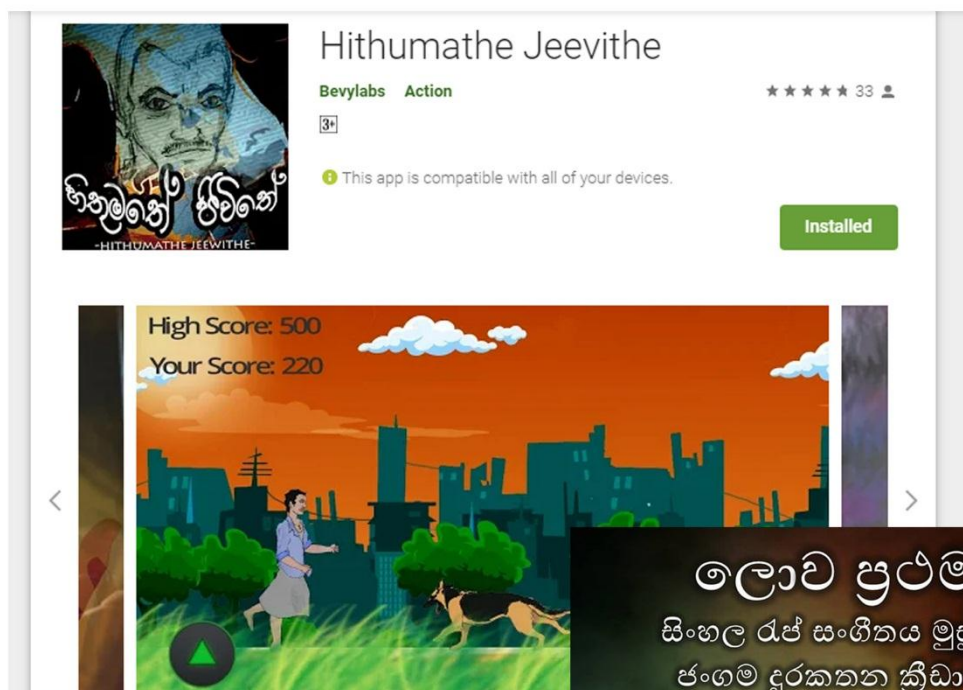 Hithumathe Jeevithe
Bevylabs Action
33
3+
This app is compatible with all of your devices.
Installed
හිතුමතේ ජීවිතේ
-HITHUMATHE JEEWITHE-
High Score: 500
Your Score: 220
ලොව ප්‍රථම
සිංහල රැප් සංගීතය
ජංගම දුරකතන ක්‍රීඩා